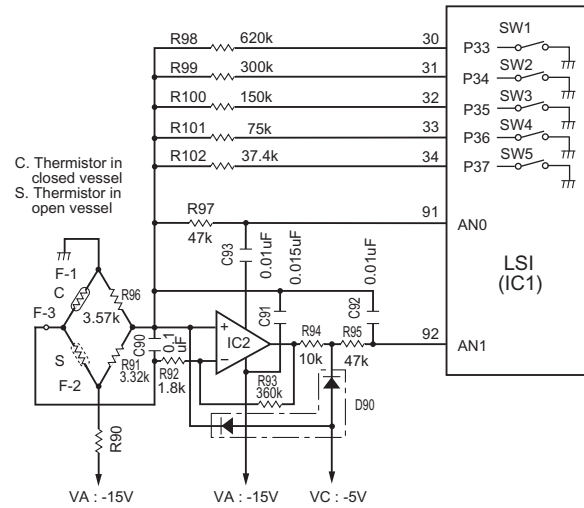 R98 620k 30 P33 SW1
R99 300k 31 P34 SW2
R100 150k 32 P35 SW3
R101 75k 33 P36 SW4
R102 37.4k 34 P37 SW5
C. Thermistor in
closed vessel
S. Thermistor in
open vessel
R97
47k
91 AN0
LSI
(IC1)
C93
0.01uF
0.015uF
0.01uF
F-1
C
F-3
R96
3.57k
C90
0.1
uF
IC2
+
−
C91
C92
R94
10k
R95
47k
92 AN1
S
F-2
R91
3.32k
R92
1.8k
R93
360k
D90
R90
VA : -15V
VA : -15V
VC : -5V